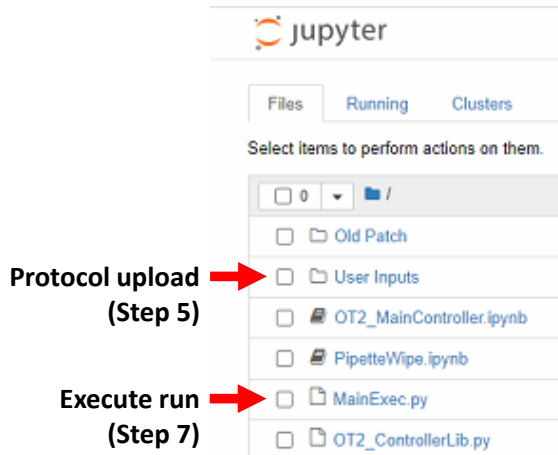 jupyter
Files Running Clusters
Select items to perform actions on them.
0 /
Old Patch
Protocol upload
(Step 5)
User Inputs
OT2_MainController.ipynb
PipetteWipe.ipynb
Execute run
(Step 7)
MainExec.py
OT2_ControllerLib.py